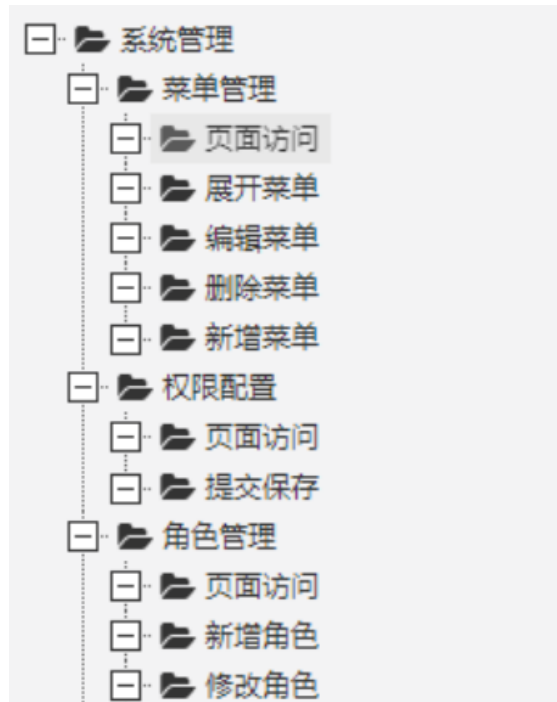 系统管理
菜单管理
页面访问
展开菜单
编辑菜单
删除菜单
新增菜单
权限配置
页面访问
提交保存
角色管理
页面访问
新增角色
修改角色